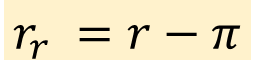 r_r = r − π